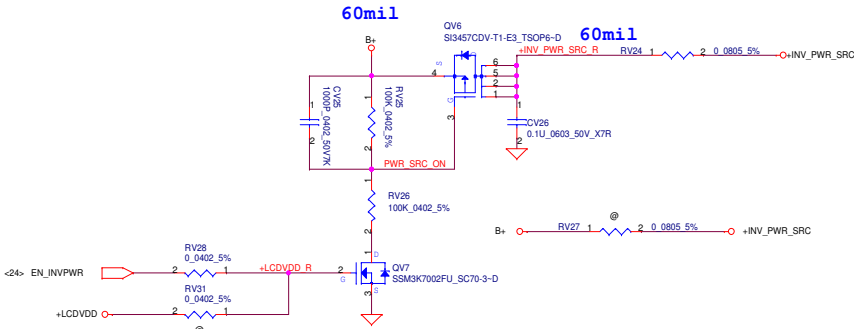 60mil
QV6
SI3457CDV-T1-E3_TSOP6~D
60mil
B+
+INV_PWR_SRC_R
RV24
1
2
0_0805_5%
+INV_PWR_SRC
S
4
6
5
2
1
G
3
1
CV25
1000P_0402_50V7K
2
1
RV25
100K_0402_5%
2
1
CV26
0.1U_0603_50V_X7R
2
PWR_SRC_ON
1
RV26
100K_0402_5%
2
@
B+
RV27
1
2
0_0805_5%
+INV_PWR_SRC
RV28
0_0402_5%
<24>
EN_INVPWR
2
1
+LCDVDD_R
2
G
1
D
QV7
SSM3K7002FU_SC70-3~D
3
S
RV31
0_0402_5%
+LCDVDD
2
1
@